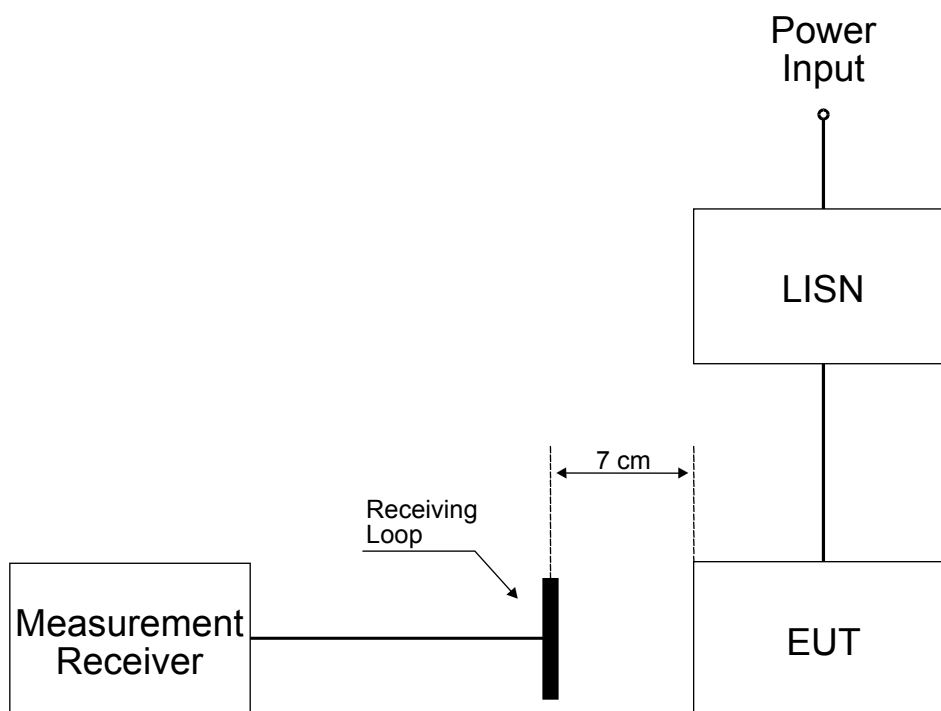 Power
Input
LISN
7 cm
Receiving
Loop
Measurement
Receiver
EUT